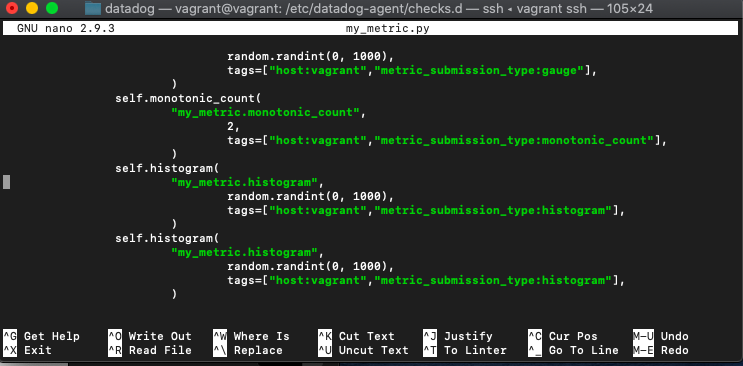 datadog — vagrant@vagrant: /etc/datadog-agent/checks.d — ssh ◂ vagrant ssh — 105×24
GNU nano 2.9.3 my_metric.py
random.randint(0, 1000),
tags=["host:vagrant","metric_submission_type:gauge"],
)
self.monotonic_count(
"my_metric.monotonic_count",
2,
tags=["host:vagrant","metric_submission_type:monotonic_count"],
)
self.histogram(
"my_metric.histogram",
random.randint(0, 1000),
tags=["host:vagrant","metric_submission_type:histogram"],
)
self.histogram(
"my_metric.histogram",
random.randint(0, 1000),
tags=["host:vagrant","metric_submission_type:histogram"],
)
^G Get Help ^O Write Out ^W Where Is ^K Cut Text ^J Justify ^C Cur Pos M-U Undo
^X Exit ^R Read File ^\ Replace ^U Uncut Text ^T To Linter ^_ Go To Line M-E Redo